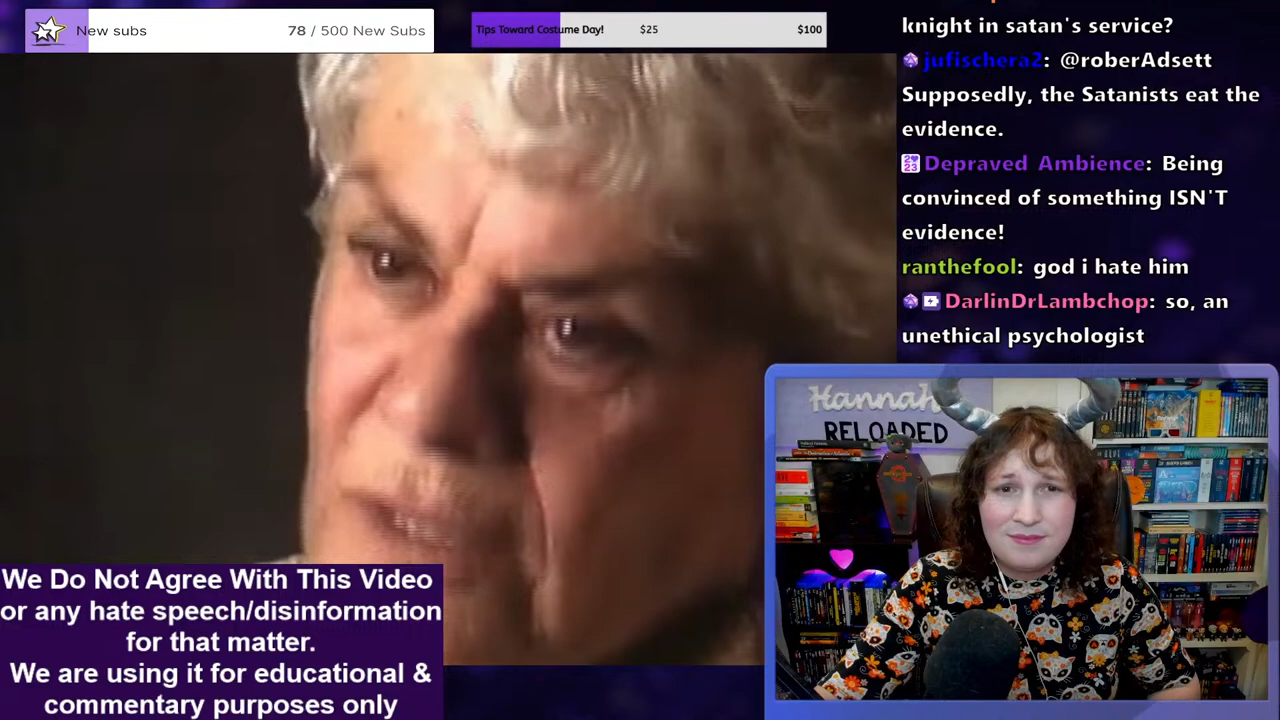 New subs
78 / 500 New Subs
Tips Toward Costume Day!
$25
$100
knight in satan's service?
jufischera2: @roberAdsett
Supposedly, the Satanists eat the
evidence.
Depraved Ambience: Being
convinced of something ISN'T
evidence!
ranthefool: god i hate him
DarlinDrLambchop: so, an
unethical psychologist
Hannah
RELOADED
We Do Not Agree With This Video
or any hate speech/disinformation
for that matter.
We are using it for educational &
commentary purposes only